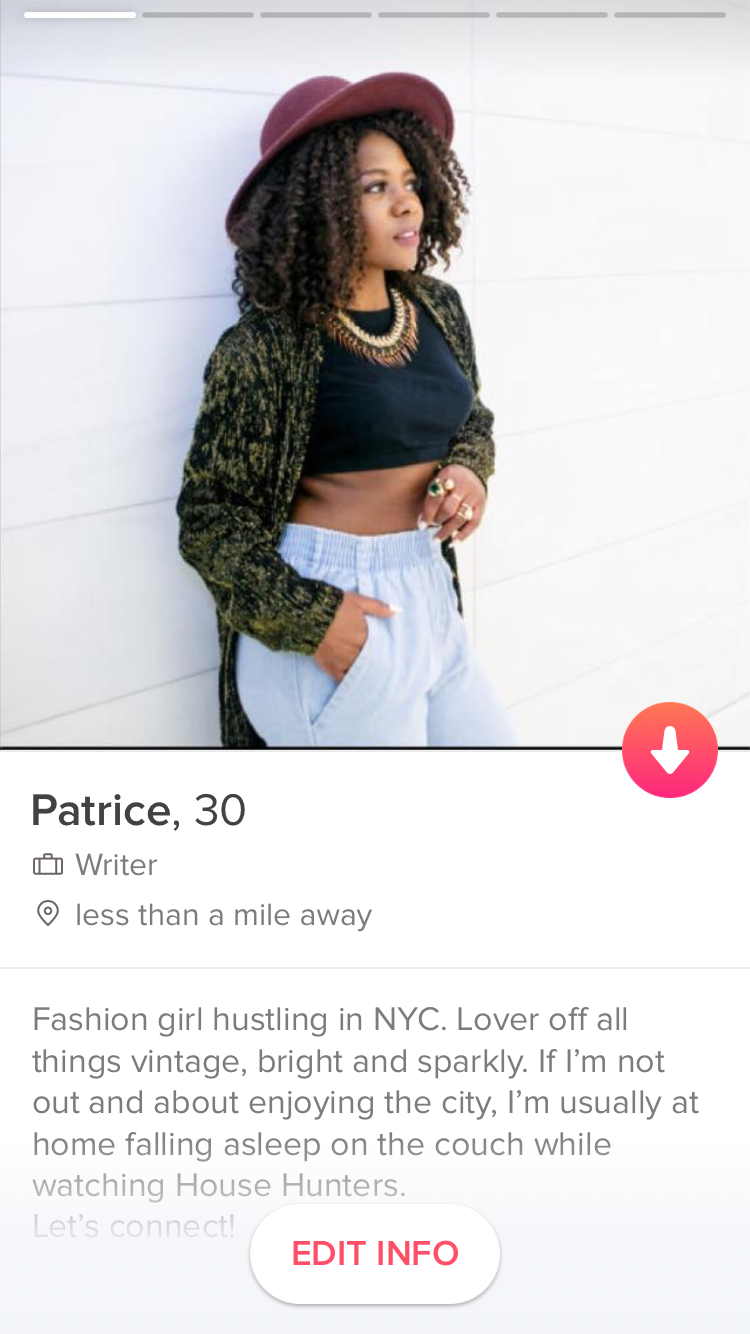 Patrice, 30
Writer
less than a mile away
Fashion girl hustling in NYC. Lover off all
things vintage, bright and sparkly. If I'm not
out and about enjoying the city, I'm usually at
home falling asleep on the couch while
watching House Hunters.
Let's connect!
EDIT INFO